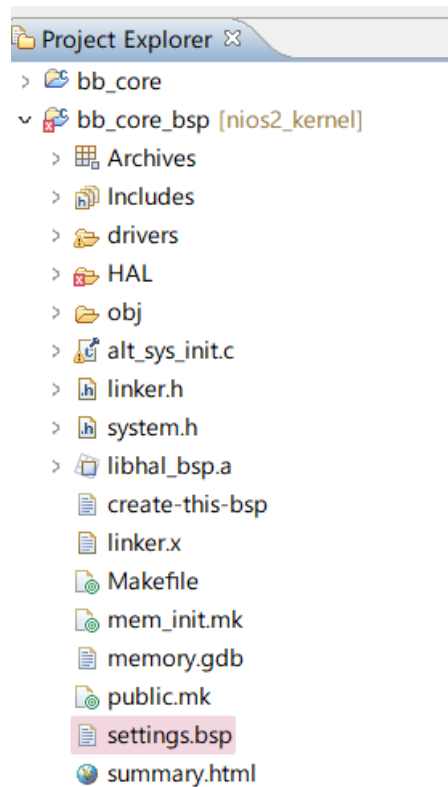 Project Explorer
bb_core
bb_core_bsp [nios2_kernel]
Archives
Includes
drivers
HAL
obj
alt_sys_init.c
linker.h
system.h
libhal_bsp.a
create-this-bsp
linker.x
Makefile
mem_init.mk
memory.gdb
public.mk
settings.bsp
summary.html